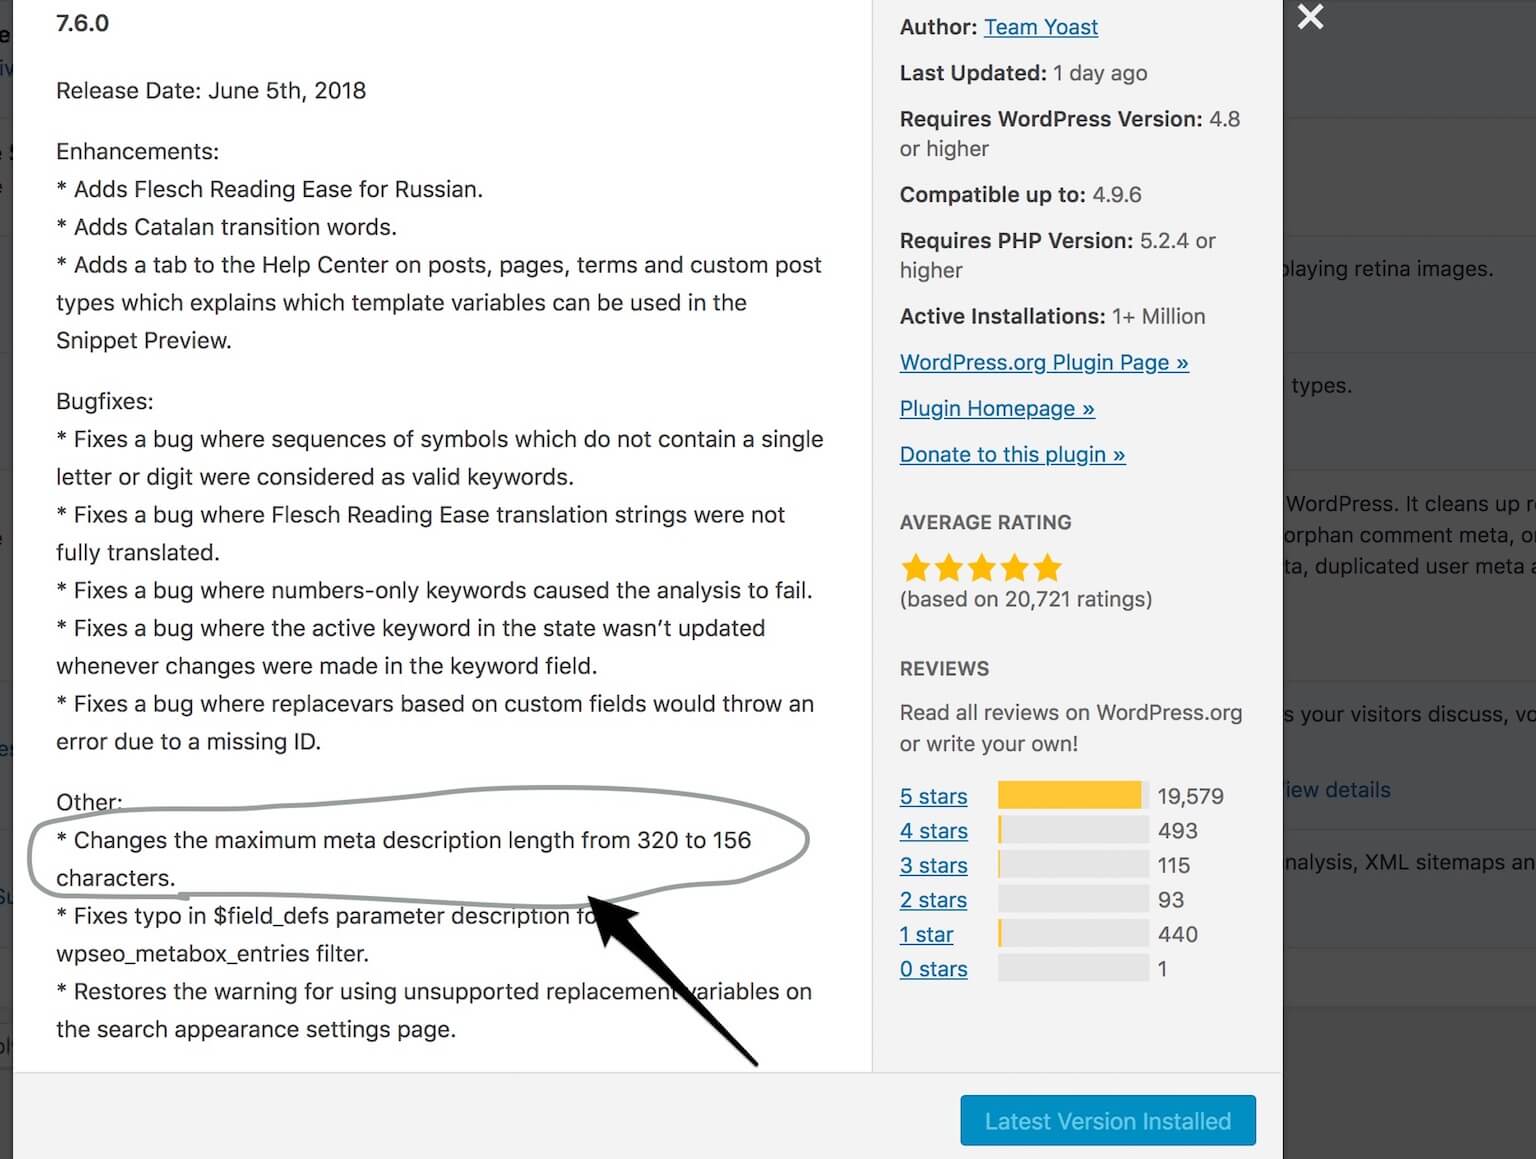 7.6.0
Release Date: June 5th, 2018
Enhancements:
* Adds Flesch Reading Ease for Russian.
* Adds Catalan transition words.
* Adds a tab to the Help Center on posts, pages, terms and custom post
types which explains which template variables can be used in the
Snippet Preview.
Bugfixes:
* Fixes a bug where sequences of symbols which do not contain a single
letter or digit were considered as valid keywords.
* Fixes a bug where Flesch Reading Ease translation strings were not
fully translated.
* Fixes a bug where numbers-only keywords caused the analysis to fail.
* Fixes a bug where the active keyword in the state wasn’t updated
whenever changes were made in the keyword field.
* Fixes a bug where replacevars based on custom fields would throw an
error due to a missing ID.
Other:
* Changes the maximum meta description length from 320 to 156
characters.
* Fixes typo in $field_defs parameter description
wpseo_metabox_entries filter.
* Restores the warning for using unsupported replacement variables on
the search appearance settings page.
Author: Team Yoast
Last Updated: 1 day ago
Requires WordPress Version: 4.8
or higher
Compatible up to: 4.9.6
Requires PHP Version: 5.2.4 or
higher
Active Installations: 1+ Million
WordPress.org Plugin Page »
Plugin Homepage »
Donate to this plugin »
AVERAGE RATING
(based on 20,721 ratings)
REVIEWS
Read all reviews on WordPress.org
or write your own!
5 stars 19,579
4 stars 493
3 stars 115
2 stars 93
1 star 440
0 stars 1
Latest Version Installed
retina images.
types.
WordPress. It cleans up
orphan comment meta,
duplicated user meta
your visitors discuss,
details
XML sitemaps